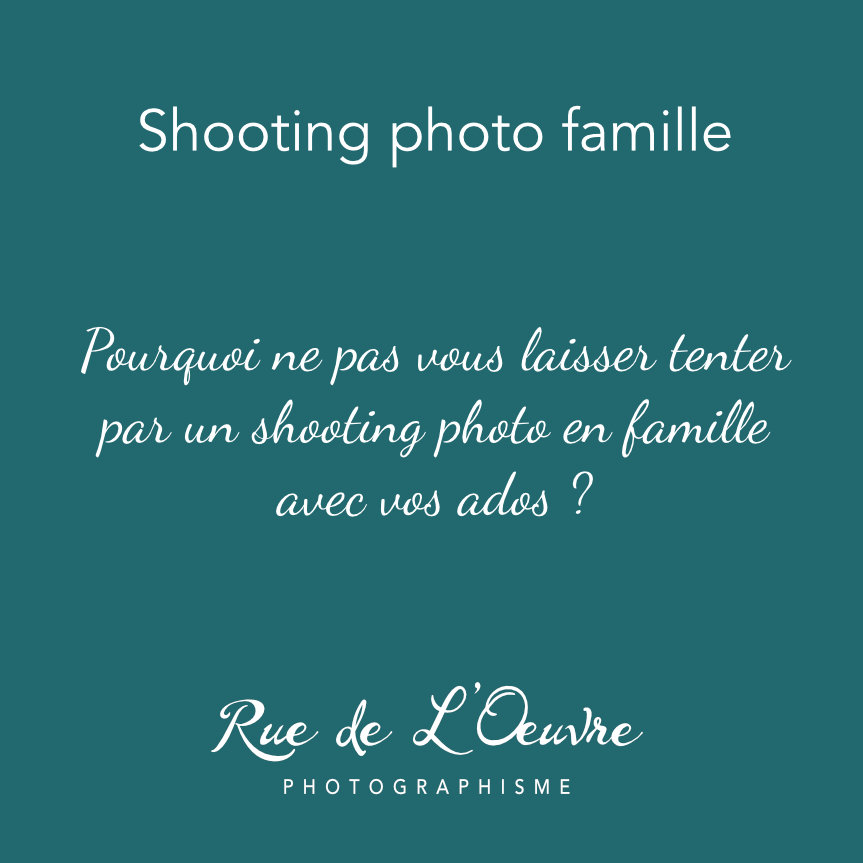 Shooting photo famille
Pourquoi ne pas vous laisser tenter
par un shooting photo en famille
avec vos ados ?
Rue de L'Oeuvre
PHOTOGRAPHISME